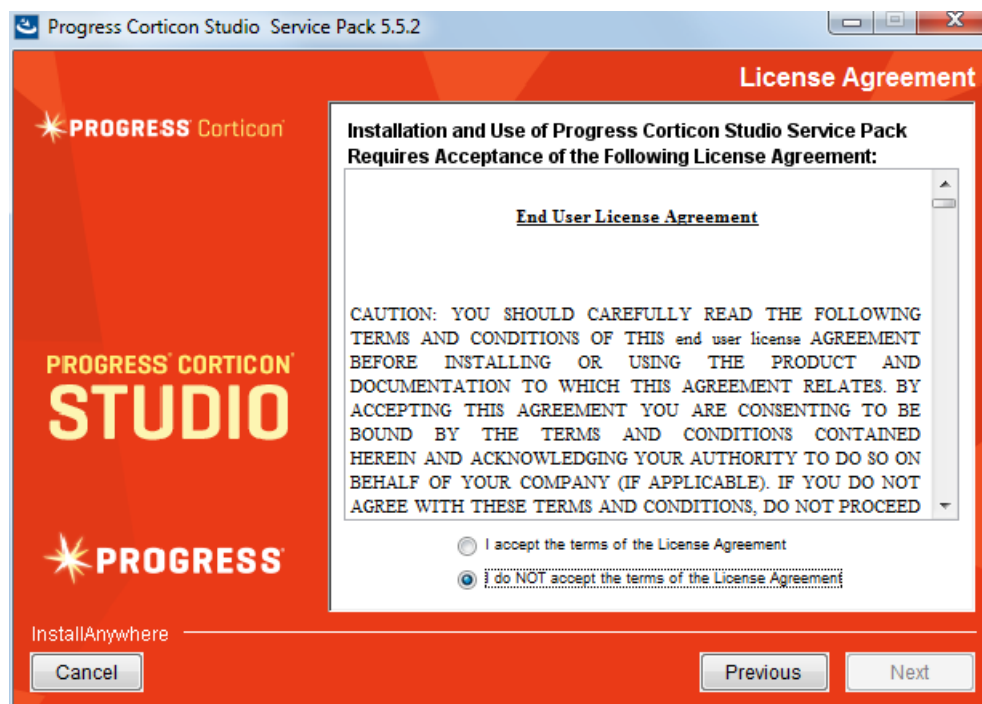 Progress Corticon Studio Service Pack 5.5.2
License Agreement
PROGRESS Corticon
Installation and Use of Progress Corticon Studio Service Pack
Requires Acceptance of the Following License Agreement:
End User License Agreement
CAUTION: YOU SHOULD CAREFULLY READ THE FOLLOWING
TERMS AND CONDITIONS OF THIS end user license AGREEMENT
BEFORE INSTALLING OR USING THE PRODUCT AND
DOCUMENTATION TO WHICH THIS AGREEMENT RELATES. BY
ACCEPTING THIS AGREEMENT YOU ARE CONSENTING TO BE
BOUND BY THE TERMS AND CONDITIONS CONTAINED
HEREIN AND ACKNOWLEDGING YOUR AUTHORITY TO DO SO ON
BEHALF OF YOUR COMPANY (IF APPLICABLE). IF YOU DO NOT
AGREE WITH THESE TERMS AND CONDITIONS, DO NOT PROCEED
PROGRESS CORTICON
STUDIO
PROGRESS
I accept the terms of the License Agreement
I do NOT accept the terms of the License Agreement
InstallAnywhere
Cancel
Previous
Next